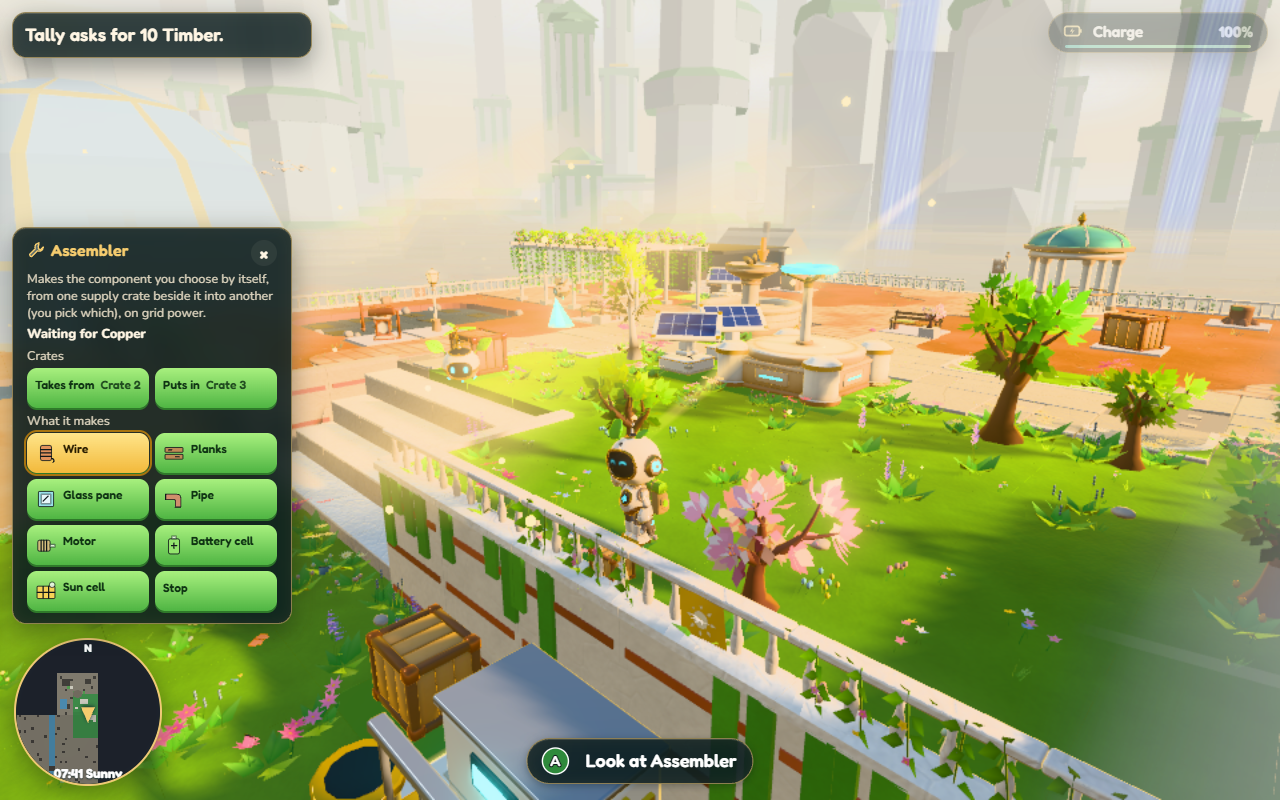 Tally asks for 10 Timber.
Charge 100%
Assembler
Makes the component you choose by itself,
from one supply crate beside it into another
(you pick which), on grid power.
Waiting for Copper
Crates
Takes from Crate 2
Puts in Crate 3
What it makes
Wire
Planks
Glass pane
Pipe
Motor
Battery cell
Sun cell
Stop
N
07:41 Sunny
A Look at Assembler